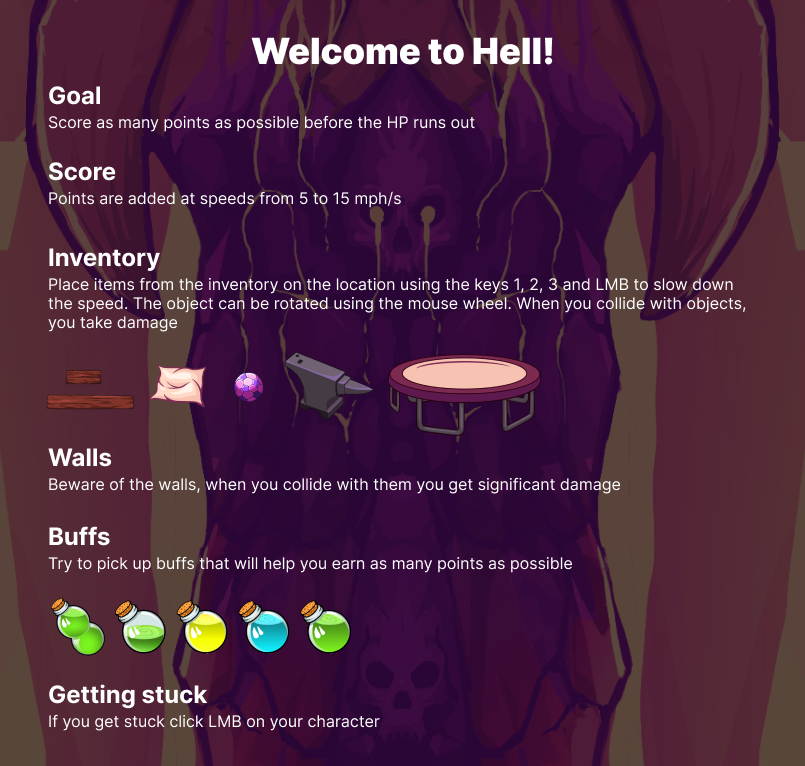 Welcome to Hell!
Goal
Score as many points as possible before the HP runs out
Score
Points are added at speeds from 5 to 15 mph/s
Inventory
Place items from the inventory on the location using the keys 1, 2, 3 and LMB to slow down
the speed. The object can be rotated using the mouse wheel. When you collide with objects,
you take damage
Walls
Beware of the walls, when you collide with them you get significant damage
Buffs
Try to pick up buffs that will help you earn as many points as possible
Getting stuck
If you get stuck click LMB on your character